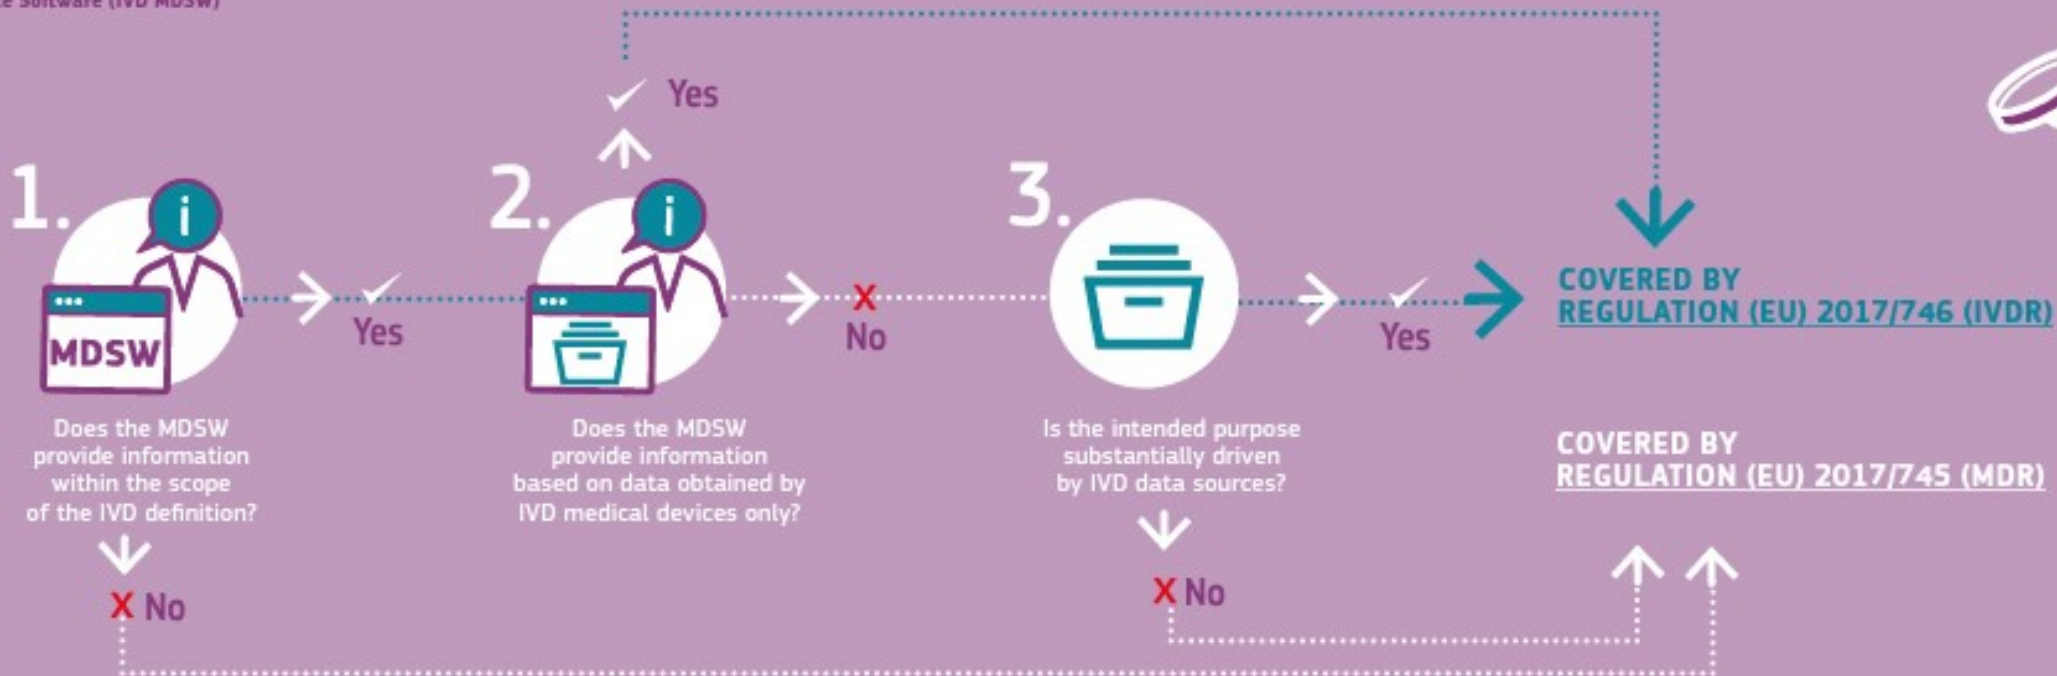 Software (IVD MDSW)
Yes
1.
i
MDSW
Does the MDSW
provide information
within the scope
of the IVD definition?
X No
Yes
2.
i
Does the MDSW
provide information
based on data obtained by
IVD medical devices only?
X
No
3.
Is the intended purpose
substantially driven
by IVD data sources?
X No
Yes
COVERED BY
REGULATION (EU) 2017/746 (IVDR)
COVERED BY
REGULATION (EU) 2017/745 (MDR)